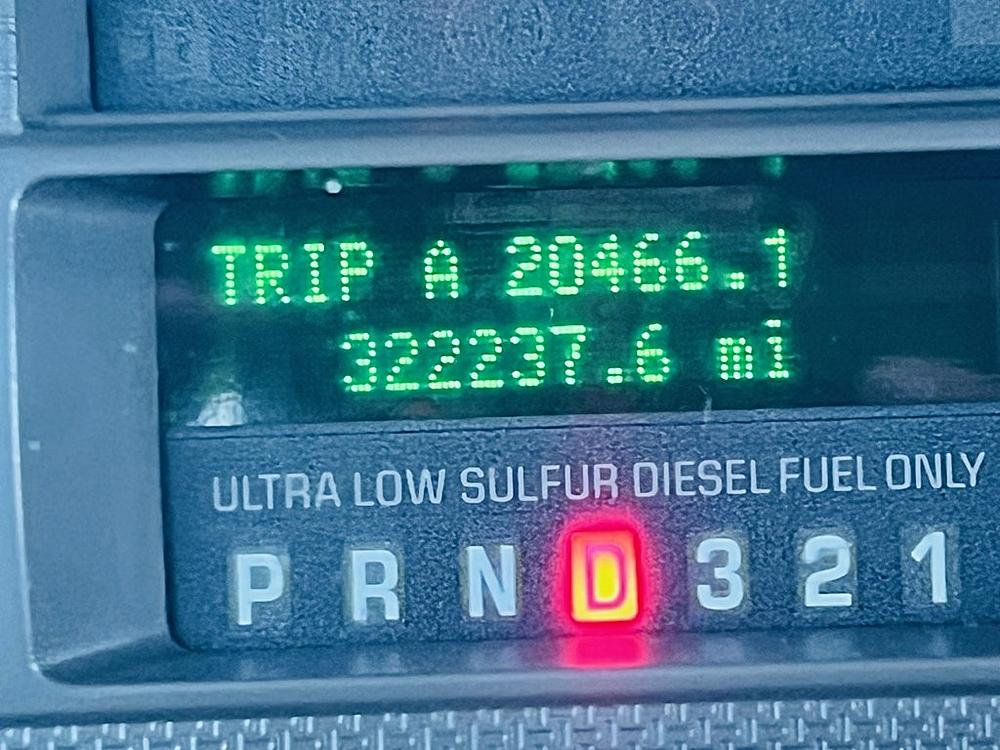 TRIP A 20466.1
322237.6 mi
ULTRA LOW SULFUR DIESEL FUEL ONLY
P R N D 3 2 1